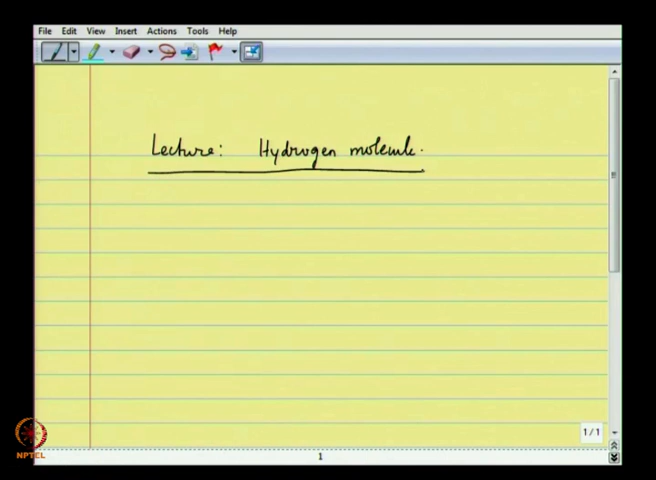 File Edit View Insert Actions Tools Help
Lecture: Hydrogen molecule.
1/1
NPTEL
1